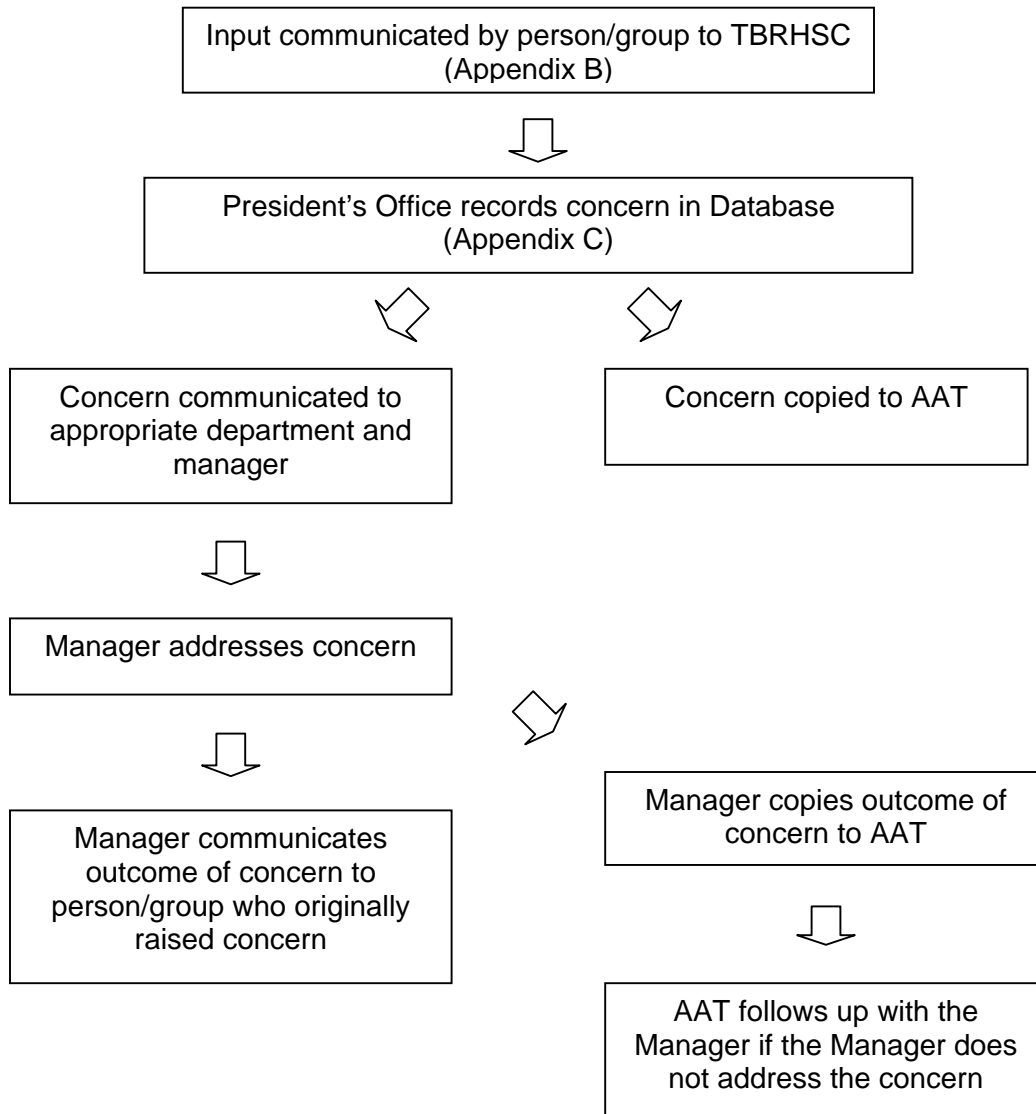 Input communicated by person/group to TBRHSC
(Appendix B)
President’s Office records concern in Database
(Appendix C)
Concern communicated to
appropriate department and
manager
Concern copied to AAT
Manager addresses concern
Manager communicates
outcome of concern to
person/group who originally
raised concern
Manager copies outcome of
concern to AAT
AAT follows up with the
Manager if the Manager does
not address the concern